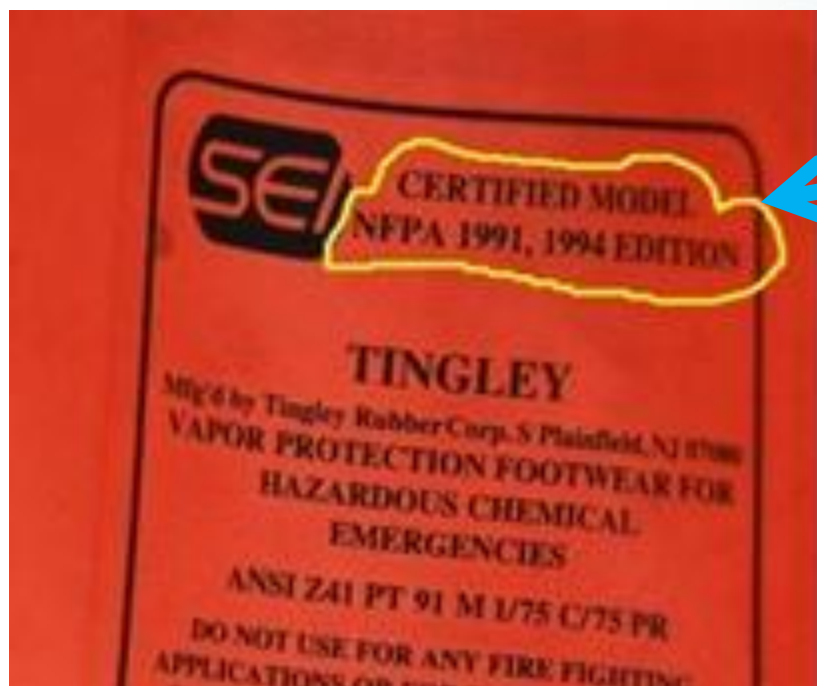 SEI
CERTIFIED MODEL
NFPA 1991, 1994 EDITION
TINGLEY
Mfg'd by Tingley Rubber Corp. S Plainfield, NJ 07080
VAPOR PROTECTION FOOTWEAR FOR
HAZARDOUS CHEMICAL
EMERGENCIES
ANSI Z41 PT 91 M 1/75 C/75 PR
DO NOT USE FOR ANY FIRE FIGHTING
APPLICATIONS OR